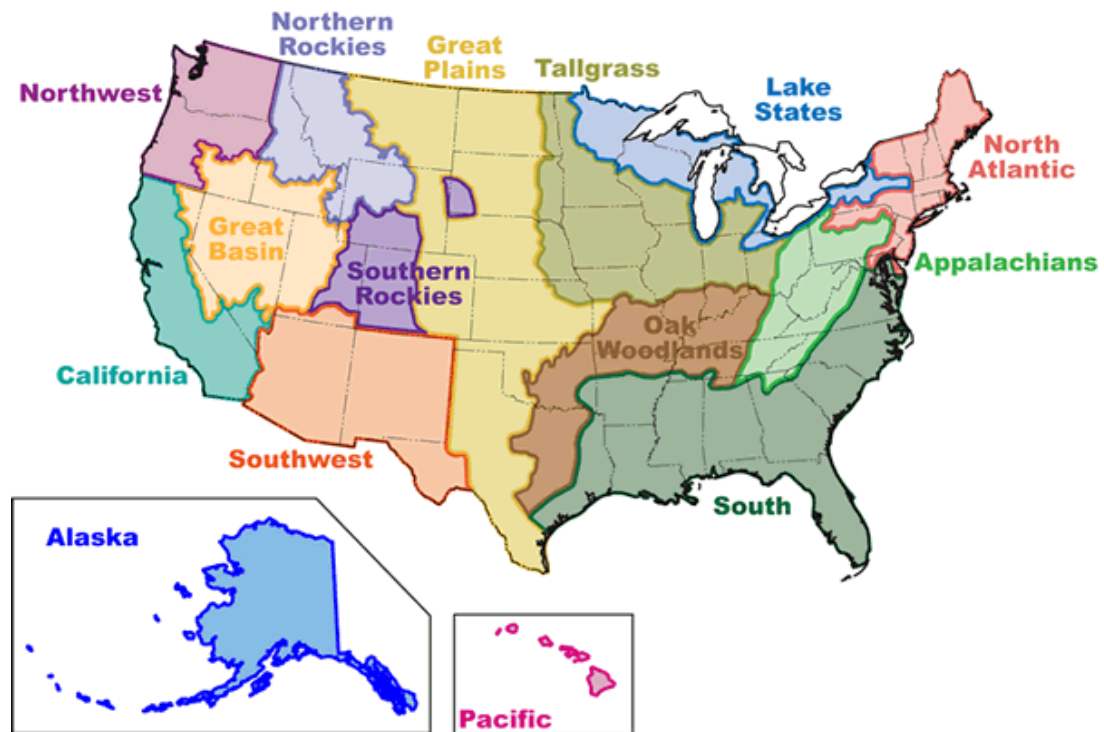 Northern
Rockies
Great
Plains
Tallgrass
Lake
States
Northwest
North
Atlantic
Great
Basin
Southern
Rockies
Appalachians
Oak
Woodlands
California
Southwest
South
Alaska
Pacific